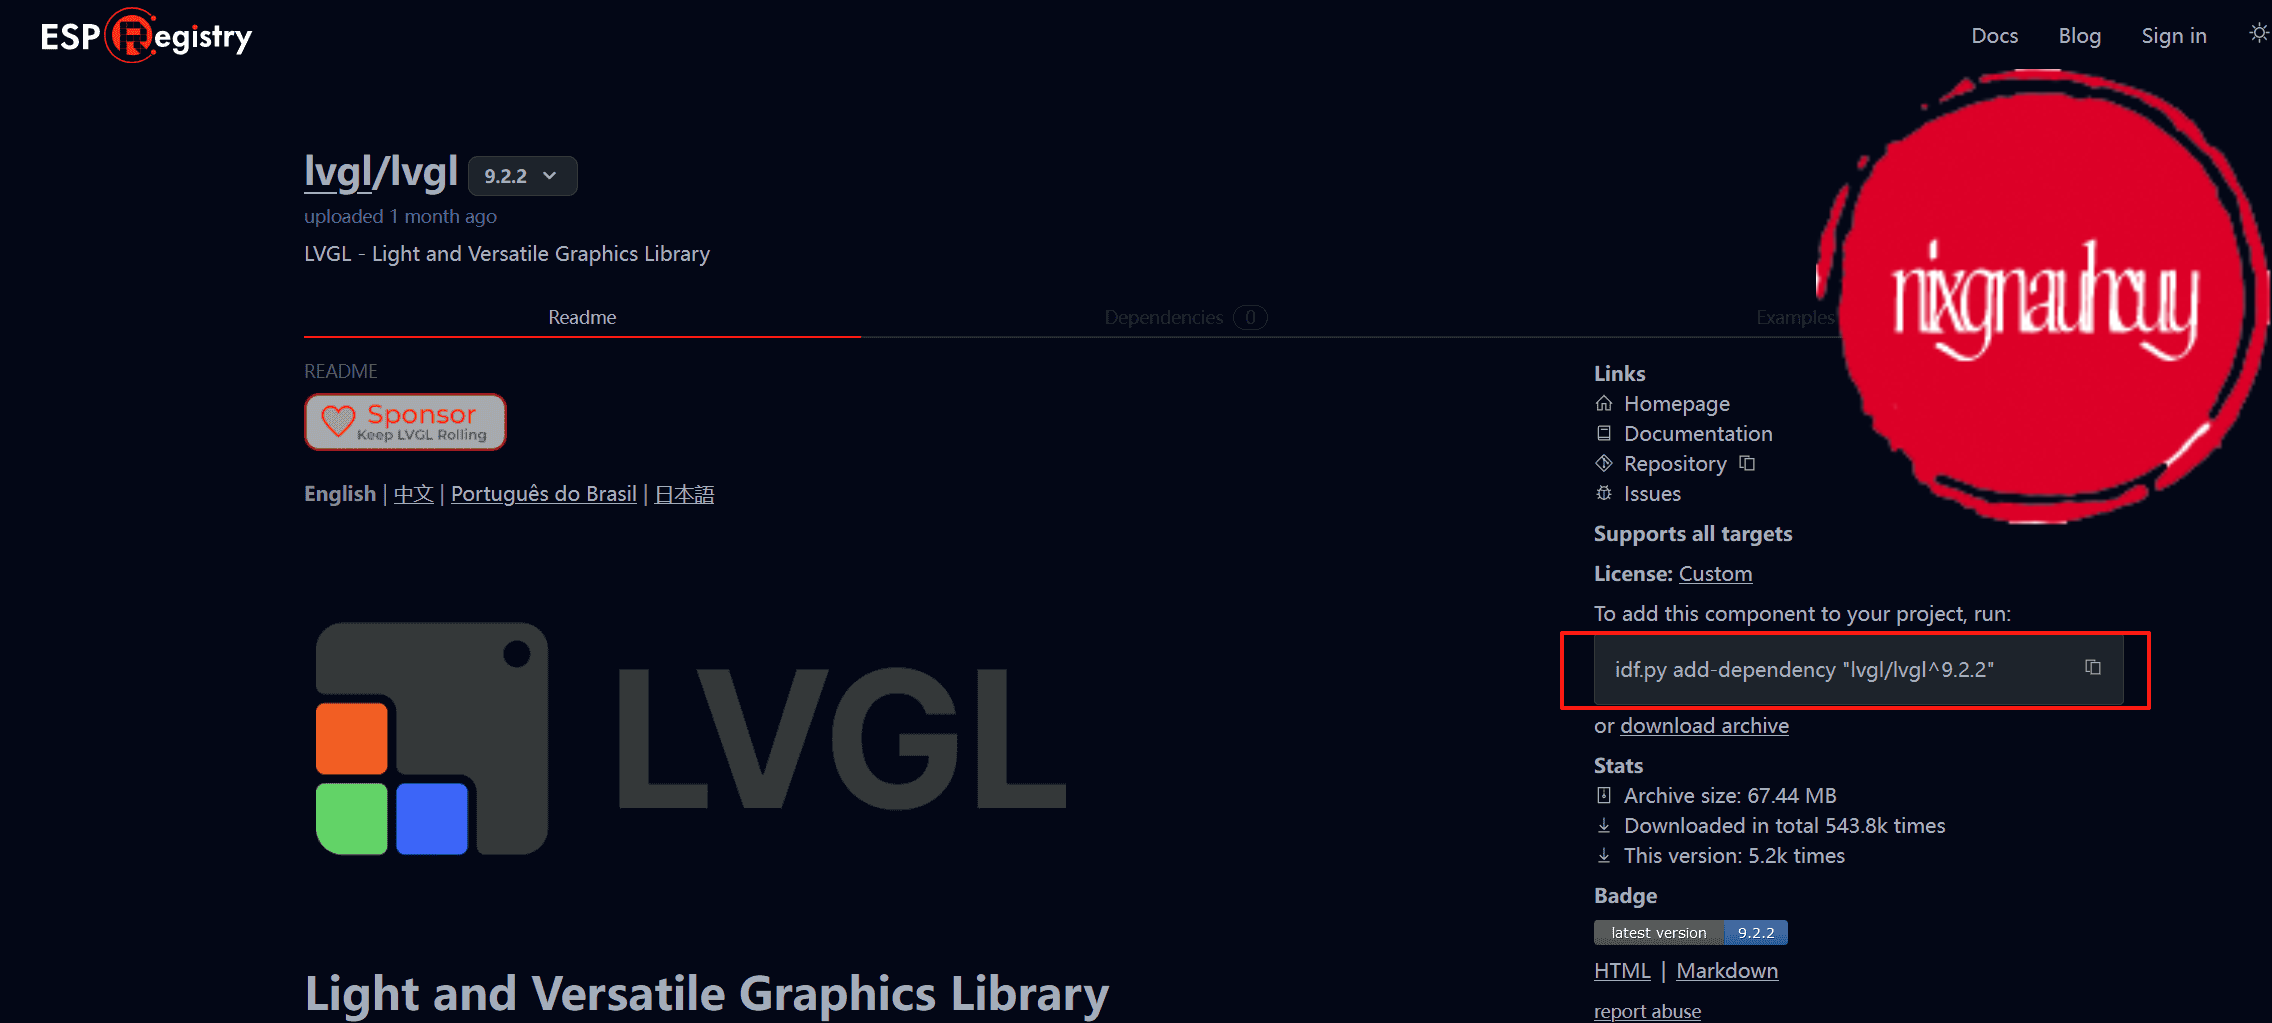 ESP Registry
Docs Blog Sign in
lvgl/lvgl 9.2.2
uploaded 1 month ago
LVGL - Light and Versatile Graphics Library
Readme Dependencies 0 Examples
README
Sponsor
Keep LVGL Rolling
English | 中文 | Português do Brasil | 日本語
LVGL
Light and Versatile Graphics Library
nixgnauhcuy
Links
Homepage
Documentation
Repository
Issues
Supports all targets
License: Custom
To add this component to your project, run:
idf.py add-dependency "lvgl/lvgl^9.2.2"
or download archive
Stats
Archive size: 67.44 MB
Downloaded in total 543.8k times
This version: 5.2k times
Badge
latest version 9.2.2
HTML | Markdown
report abuse